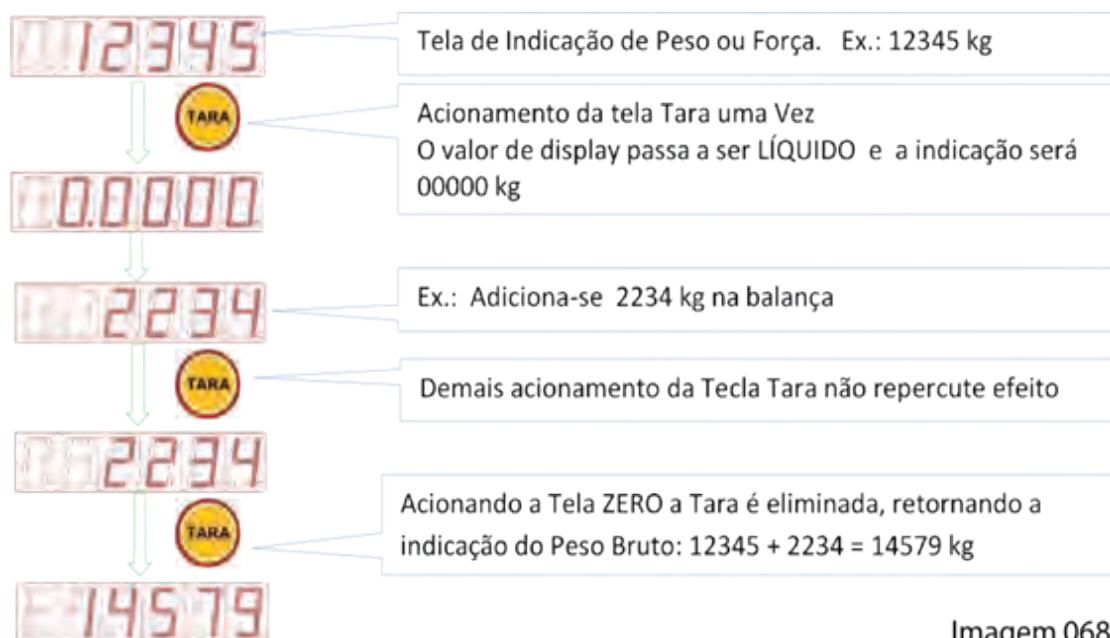 12345
Tela de Indicação de Peso ou Força. Ex.: 12345 kg
TARA
Acionamento da tela Tara uma Vez
O valor de display passa a ser LÍQUIDO e a indicação será
00000 kg
0.0000
2234
Ex.: Adiciona-se 2234 kg na balança
TARA
Demais acionamento da Tecla Tara não repercute efeito
2234
TARA
Acionando a Tela ZERO a Tara é eliminada, retornando a
indicação do Peso Bruto: 12345 + 2234 = 14579 kg
14579
Imagem 068